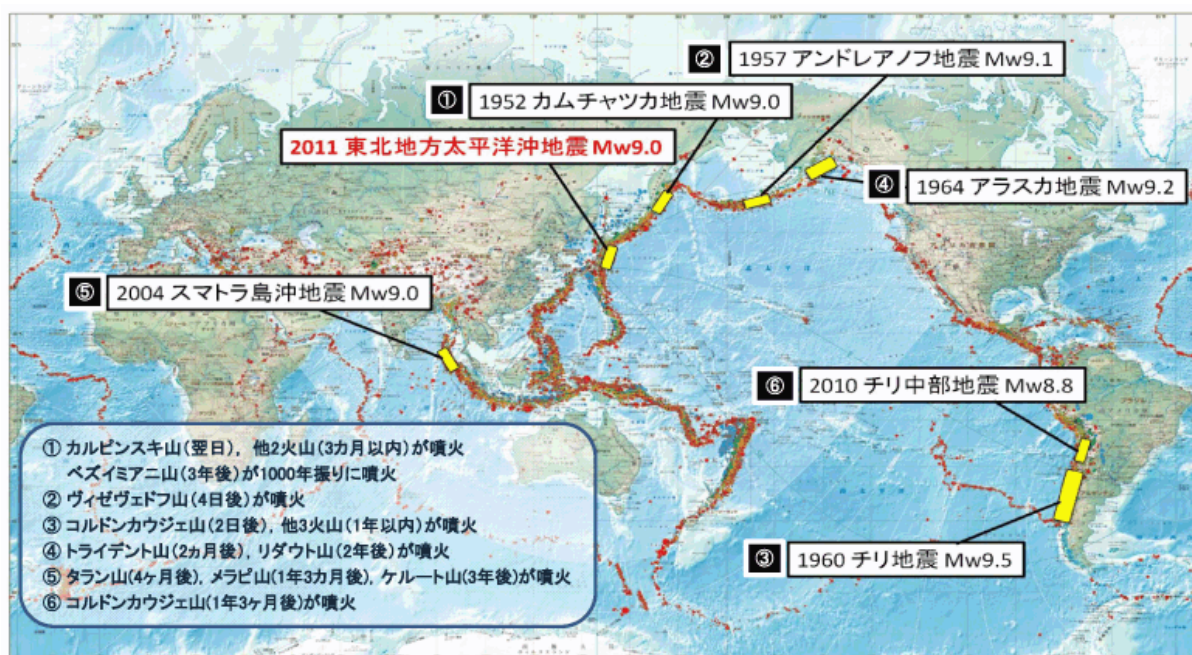 ② 1957 アンドレアノフ地震 Mw9.1
① 1952 カムチャツカ地震 Mw9.0
2011 東北地方太平洋沖地震 Mw9.0
④ 1964 アラスカ地震 Mw9.2
⑤ 2004 スマトラ島沖地震 Mw9.0
⑥ 2010 チリ中部地震 Mw8.8
③ 1960 チリ地震 Mw9.5
① カルピンスキ山(翌日), 他2火山(3カ月以内)が噴火
ベズイミアニ山(3年後)が1000年振りに噴火
② ヴィゼヴェドフ山(4日後)が噴火
③ コルドンカウジェ山(2日後), 他3火山(1年以内)が噴火
④ トライデント山(2ヵ月後), リダウト山(2年後)が噴火
⑤ タラン山(4ヶ月後), メラピ山(1年3カ月後), ケルート山(3年後)が噴火
⑥ コルドンカウジェ山(1年3ヶ月後)が噴火